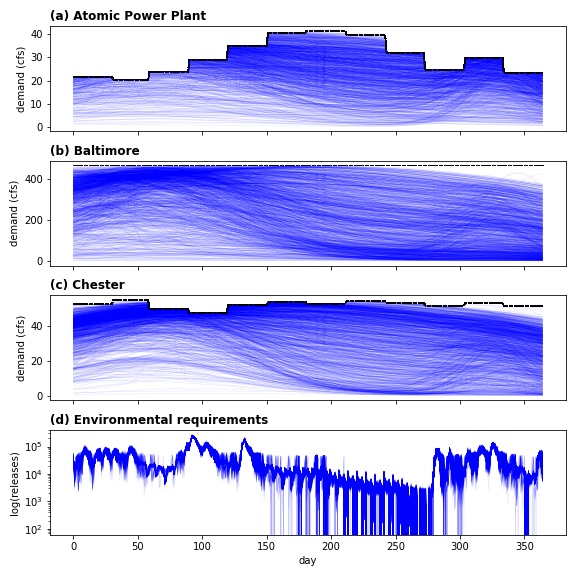 (a) Atomic Power Plant
40
30
20
10
0
demand (cfs)
(b) Baltimore
400
200
0
demand (cfs)
(c) Chester
40
20
0
demand (cfs)
(d) Environmental requirements
10^5
10^4
10^3
10^2
log(releases)
0 50 100 150 200 250 300 350
day